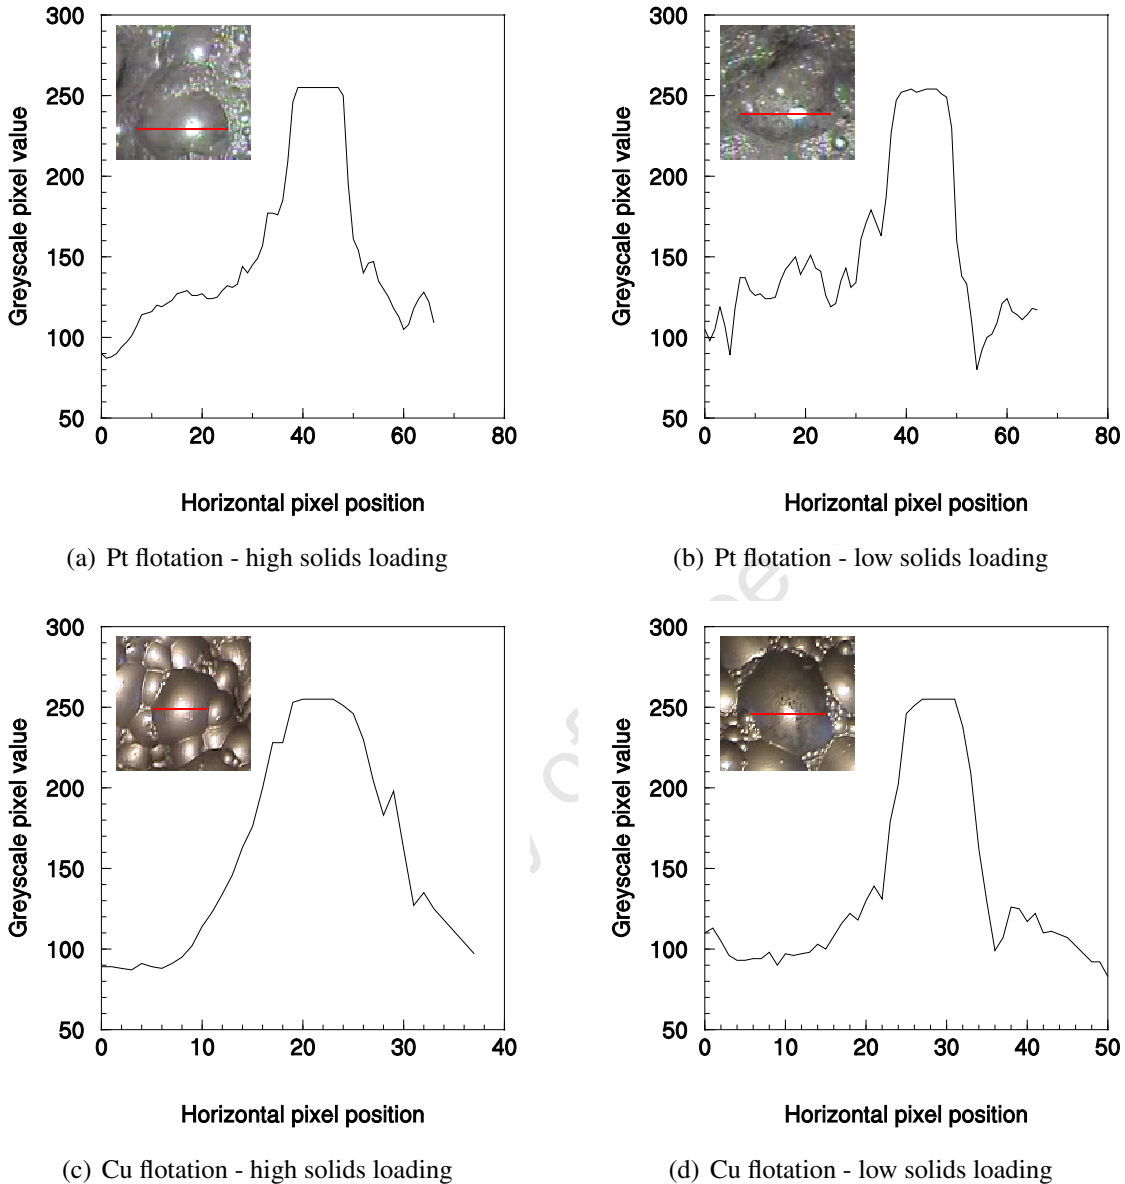 300
250
200
150
100
50
0 20 40 60 80
Greyscale pixel value
Horizontal pixel position
(a) Pt flotation - high solids loading
300
250
200
150
100
50
0 20 40 60 80
Greyscale pixel value
Horizontal pixel position
(b) Pt flotation - low solids loading
300
250
200
150
100
50
0 10 20 30 40
Greyscale pixel value
Horizontal pixel position
(c) Cu flotation - high solids loading
300
250
200
150
100
50
0 10 20 30 40 50
Greyscale pixel value
Horizontal pixel position
(d) Cu flotation - low solids loading